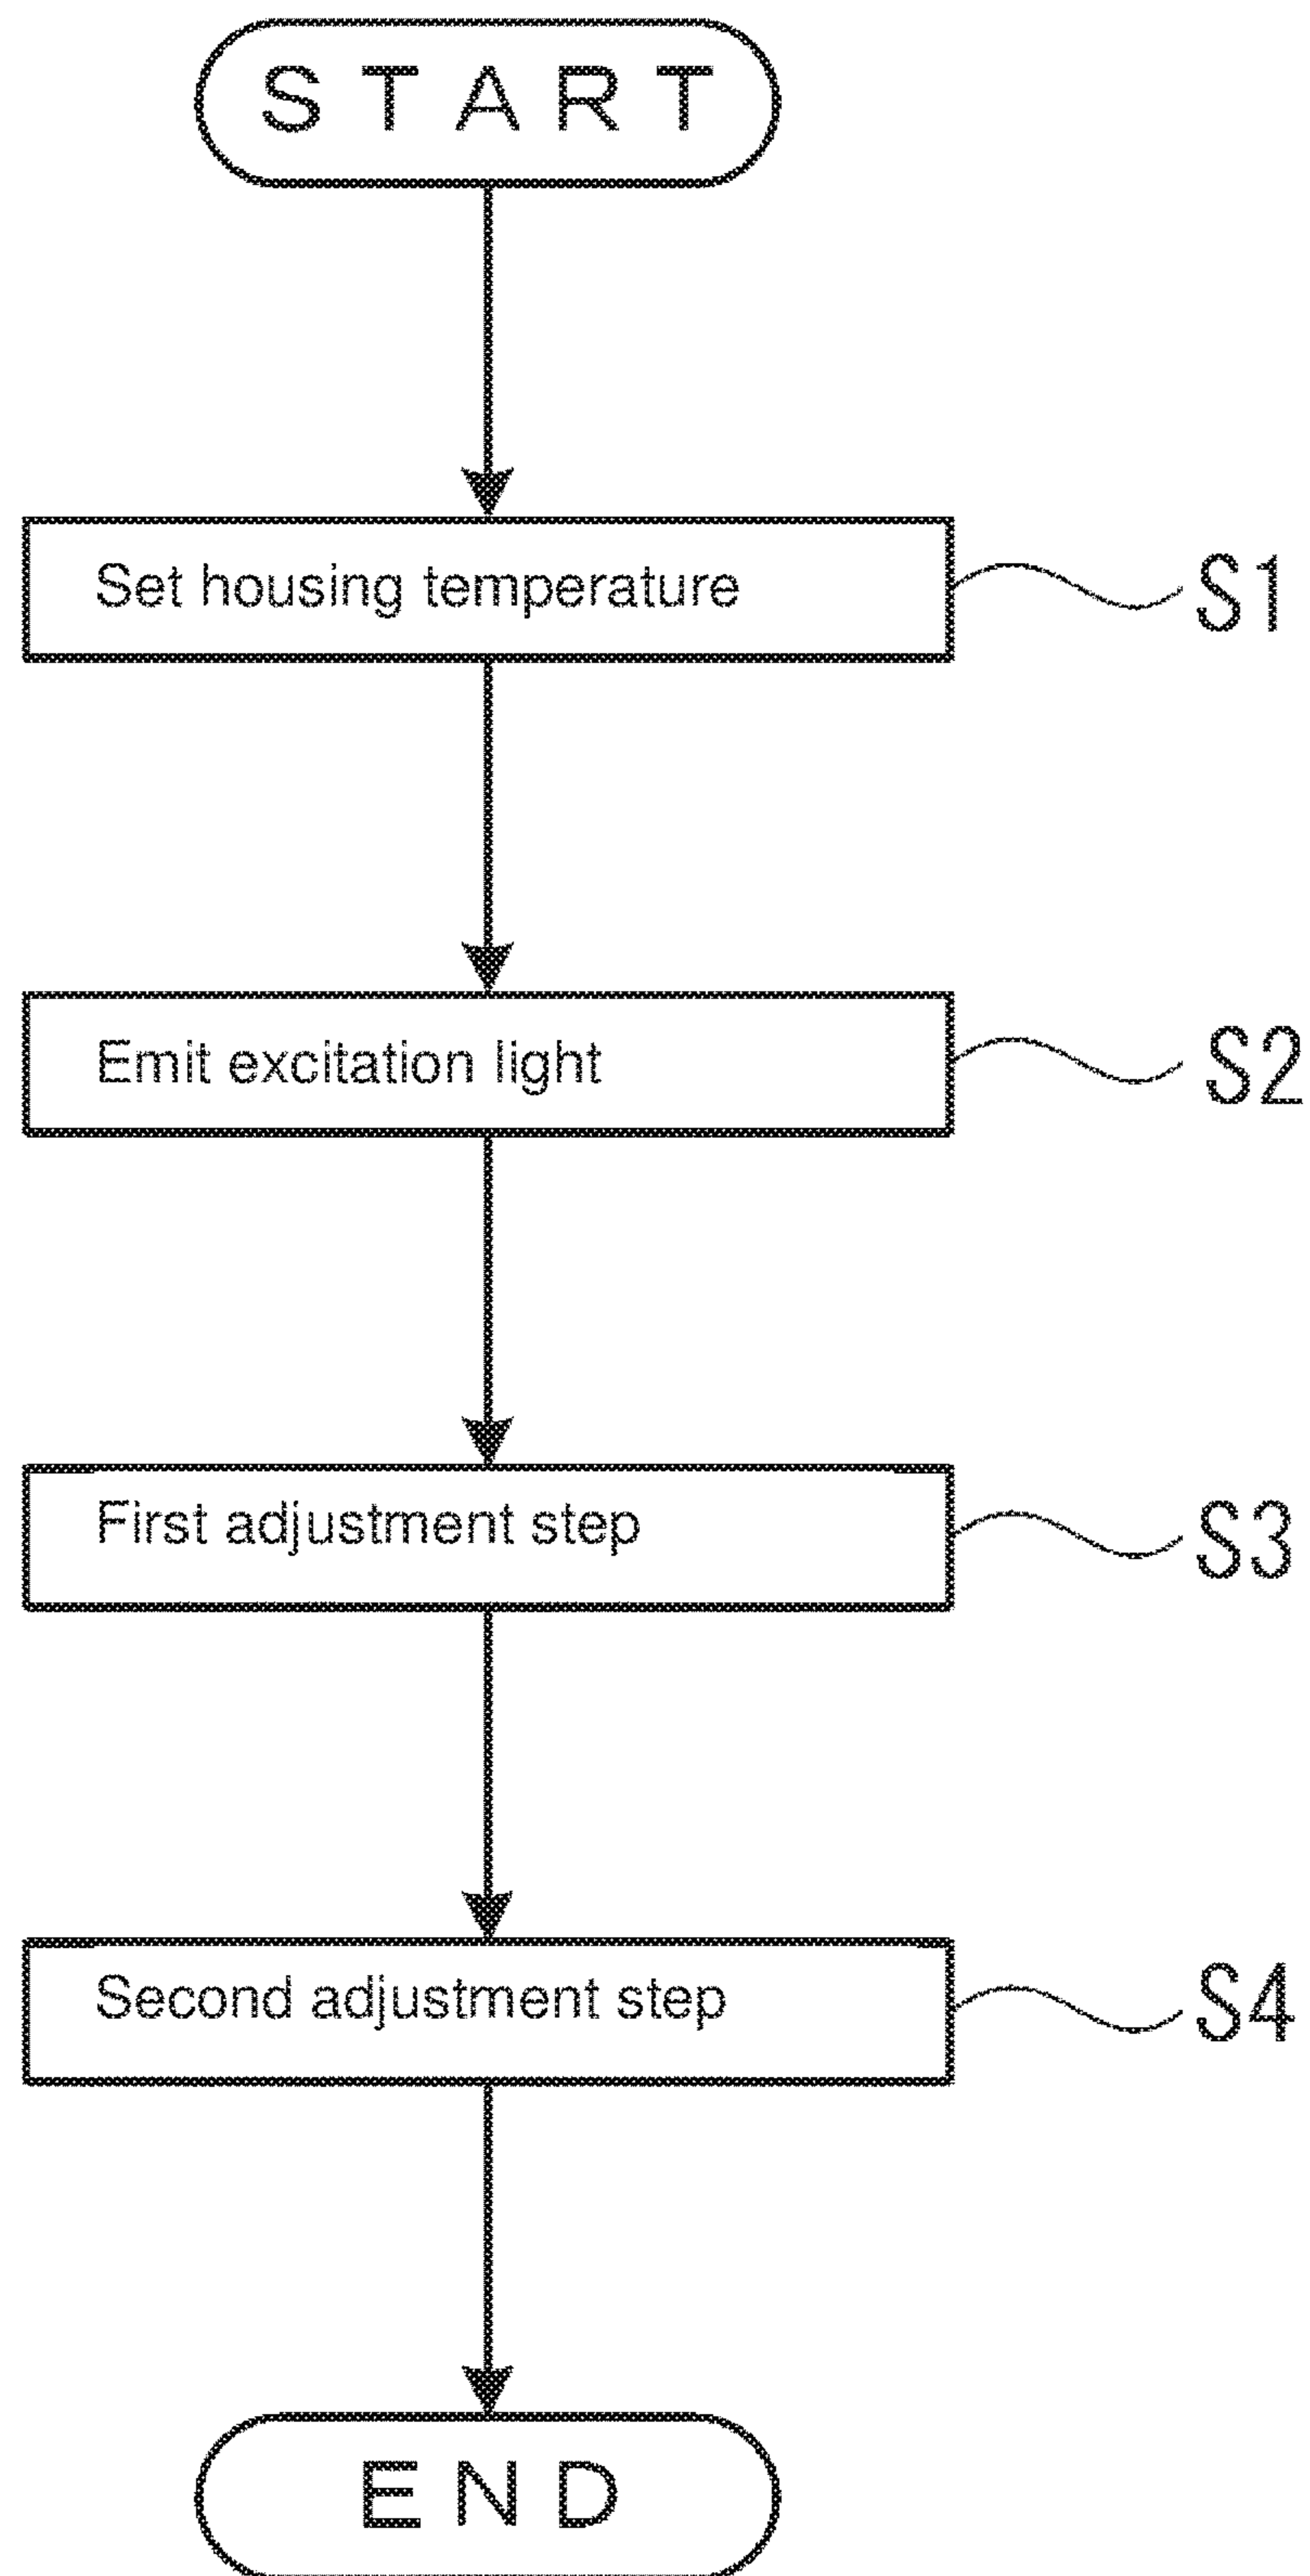 START
Set housing temperature
S1
Emit excitation light
S2
First adjustment step
S3
Second adjustment step
S4
END